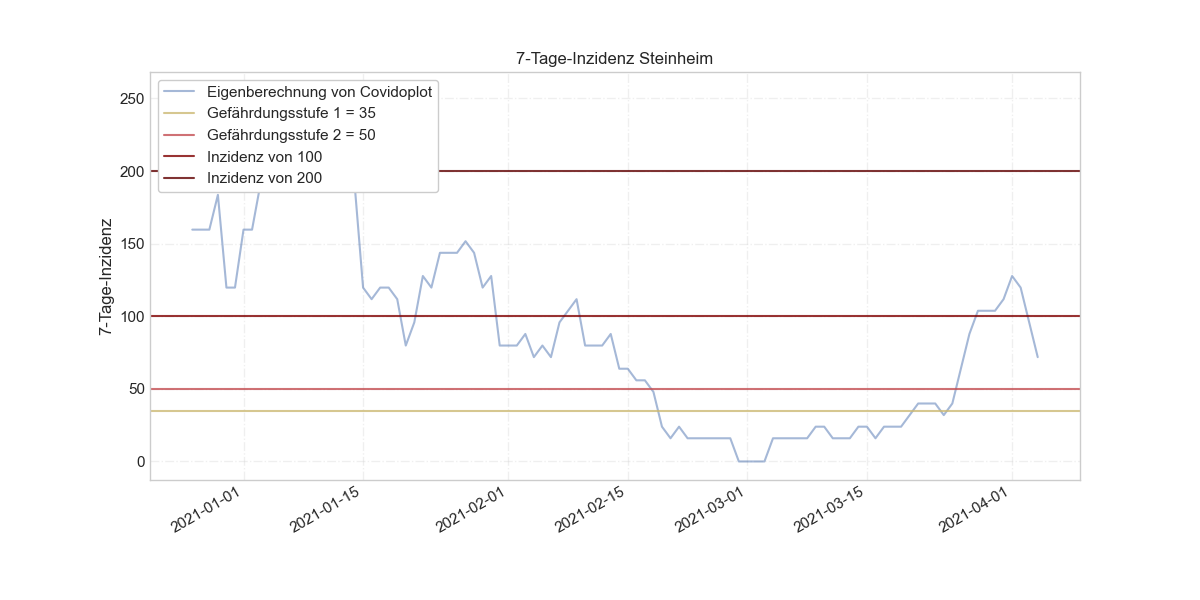 7-Tage-Inzidenz Steinheim
Eigenberechnung von Covidoplot
Gefährdungsstufe 1 = 35
Gefährdungsstufe 2 = 50
Inzidenz von 100
Inzidenz von 200
7-Tage-Inzidenz
250
200
150
100
50
0
2021-01-01
2021-01-15
2021-02-01
2021-02-15
2021-03-01
2021-03-15
2021-04-01